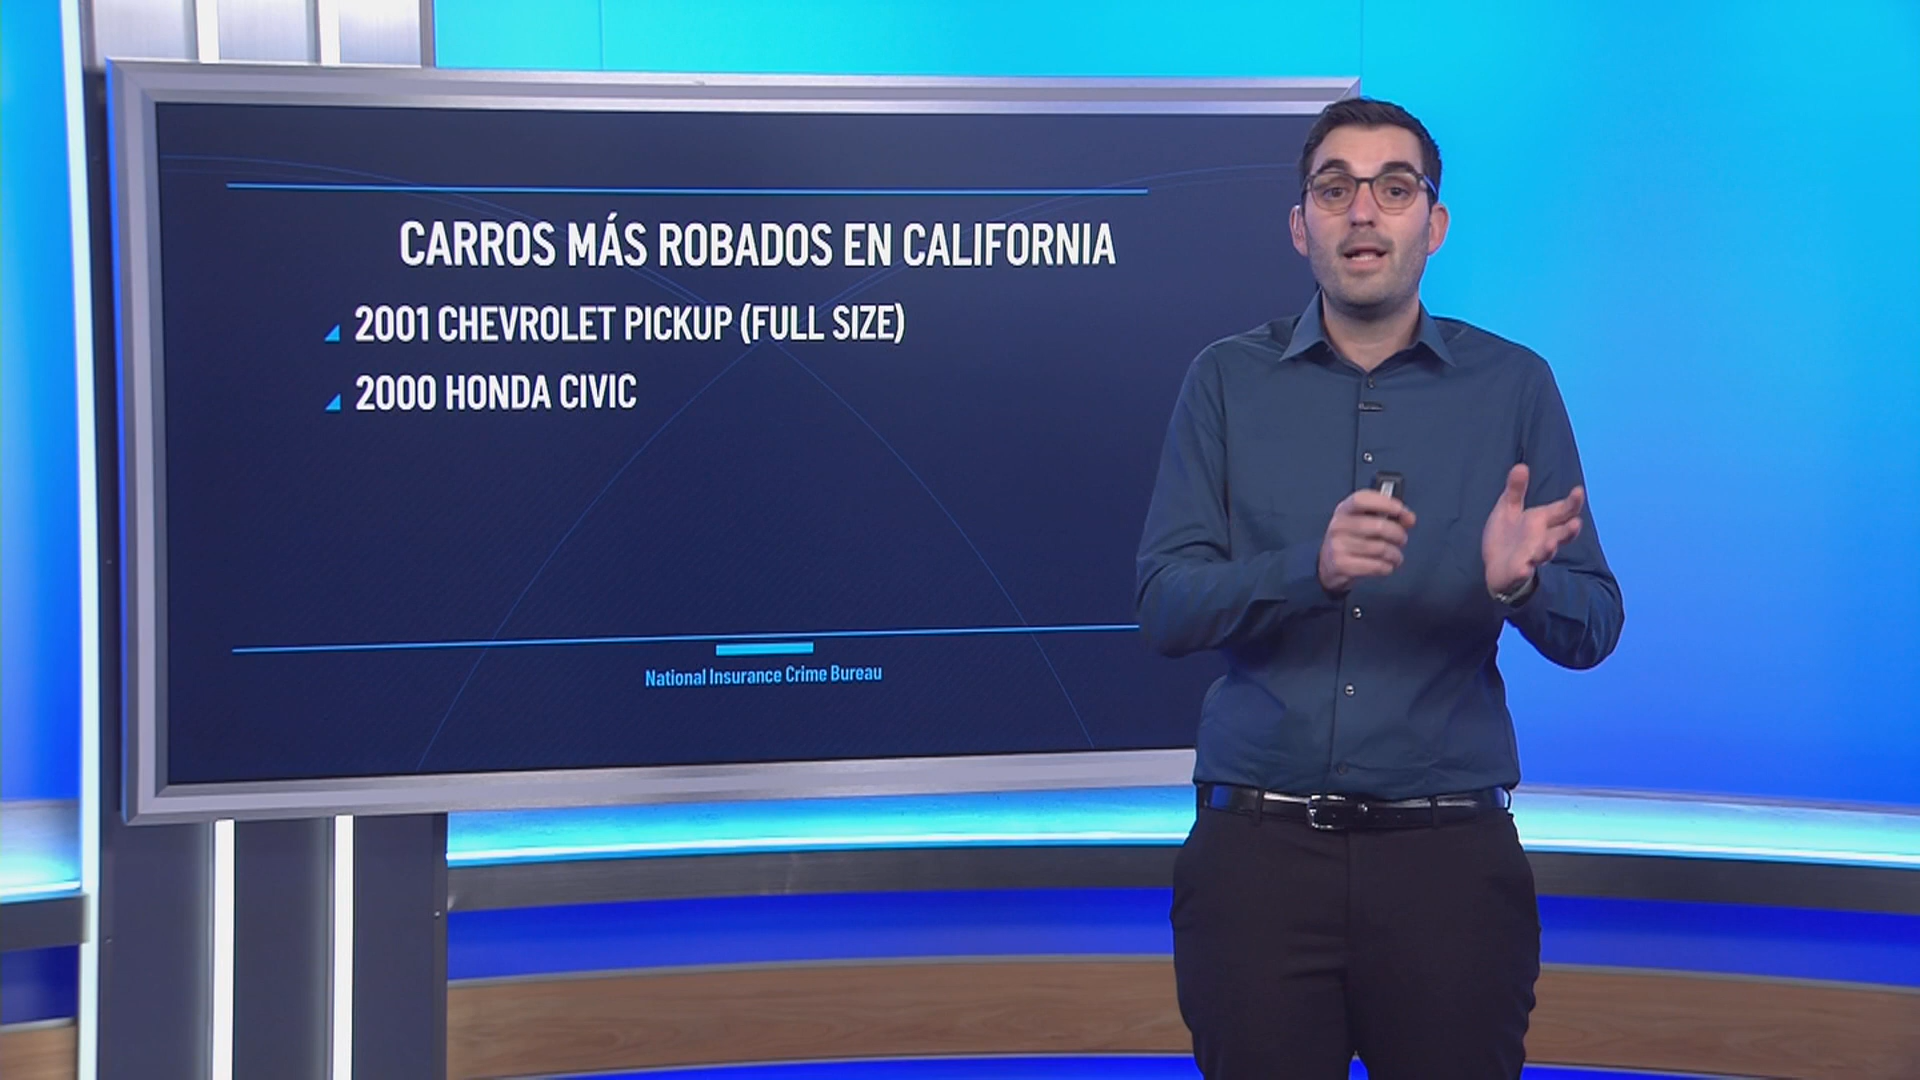 CARROS MÁS ROBADOS EN CALIFORNIA
2001 CHEVROLET PICKUP (FULL SIZE)
2000 HONDA CIVIC
National Insurance Crime Bureau